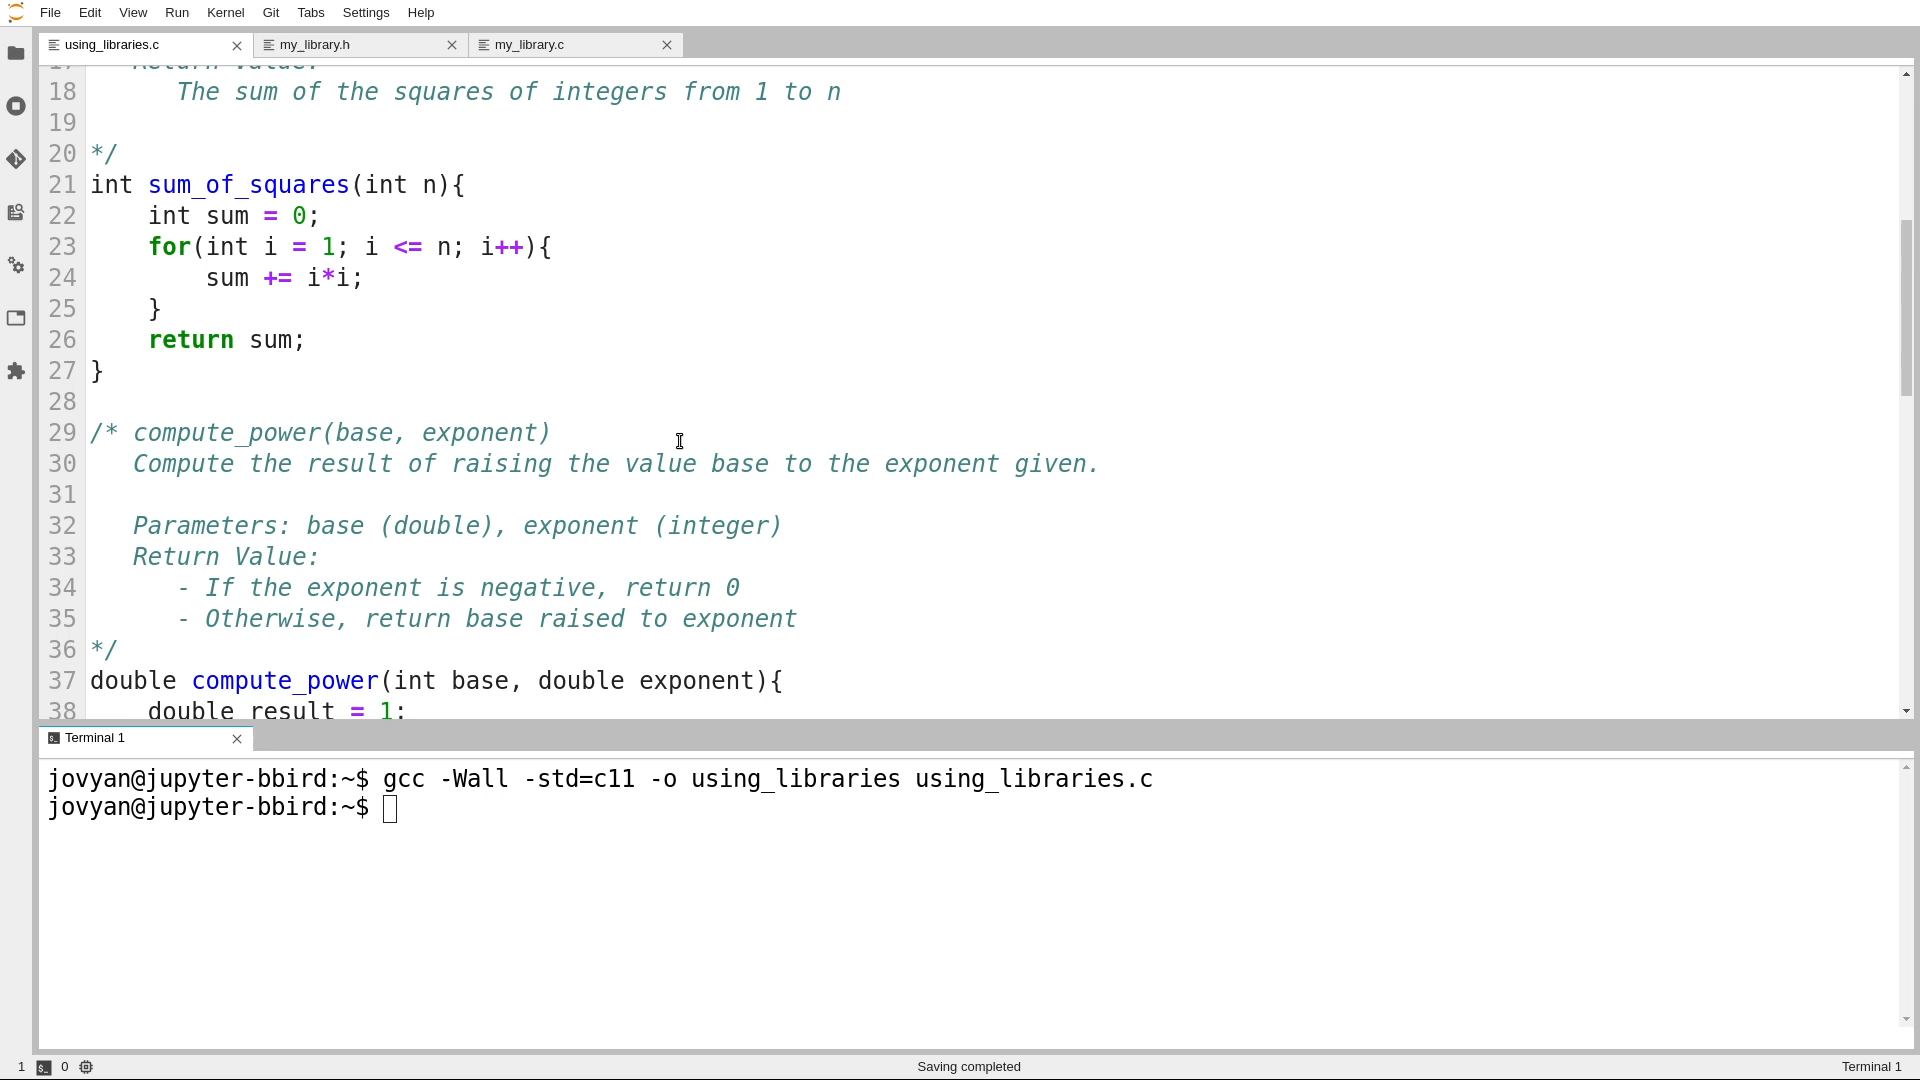 File Edit View Run Kernel Git Tabs Settings Help
using_libraries.c my_library.h my_library.c
17 Return Value:
18 The sum of the squares of integers from 1 to n
19
20 */
21 int sum_of_squares(int n){
22 int sum = 0;
23 for(int i = 1; i <= n; i++){
24 sum += i*i;
25 }
26 return sum;
27 }
28
29 /* compute_power(base, exponent)
30 Compute the result of raising the value base to the exponent given.
31
32 Parameters: base (double), exponent (integer)
33 Return Value:
34 - If the exponent is negative, return 0
35 - Otherwise, return base raised to exponent
36 */
37 double compute_power(int base, double exponent){
38 double result = 1;
Terminal 1
jovyan@jupyter-bbird:~$ gcc -Wall -std=c11 -o using_libraries using_libraries.c
jovyan@jupyter-bbird:~$
1 0 Saving completed Terminal 1